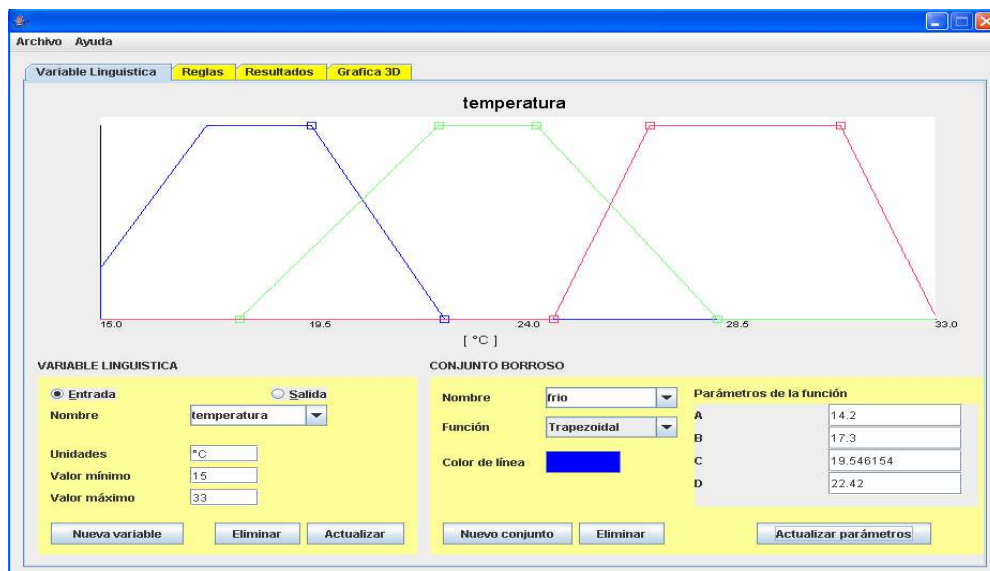 Archivo Ayuda
Variable Linguistica Reglas Resultados Grafica 3D
temperatura
15.0 19.5 24.0 28.5 33.0
[ °C ]
VARIABLE LINGUISTICA
Entrada Salida
Nombre temperatura
Unidades °C
Valor mínimo 15
Valor máximo 33
Nueva variable Eliminar Actualizar
CONJUNTO BORROSO
Nombre frio
Función Trapezoidal
Color de línea
Parámetros de la función
A 14.2
B 17.3
C 19.546154
D 22.42
Nuevo conjunto Eliminar Actualizar parámetros